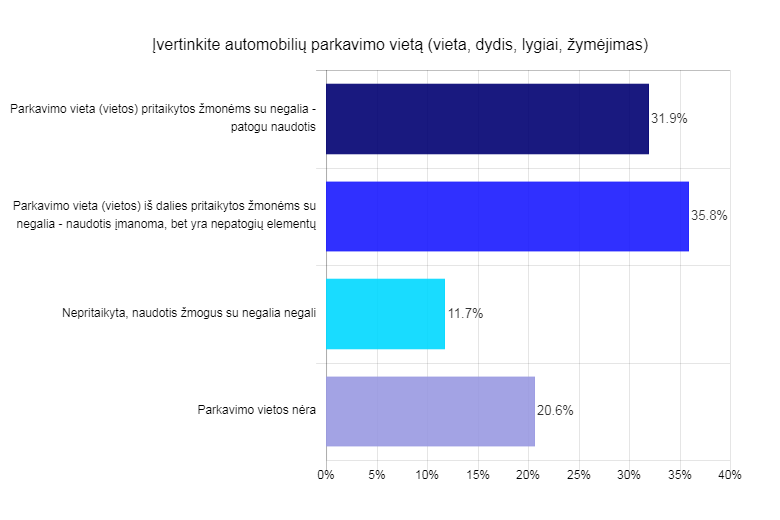 Įvertinkite automobilių parkavimo vietą (vieta, dydis, lygiai, žymėjimas)
Parkavimo vieta (vietos) pritaikytos žmonėms su negalia -
patogu naudotis
31.9%
Parkavimo vieta (vietos) iš dalies pritaikytos žmonėms su
negalia - naudotis įmanoma, bet yra nepatogių elementų
35.8%
Nepritaikyta, naudotis žmogus su negalia negali
11.7%
Parkavimo vietos nėra
20.6%
0% 5% 10% 15% 20% 25% 30% 35% 40%